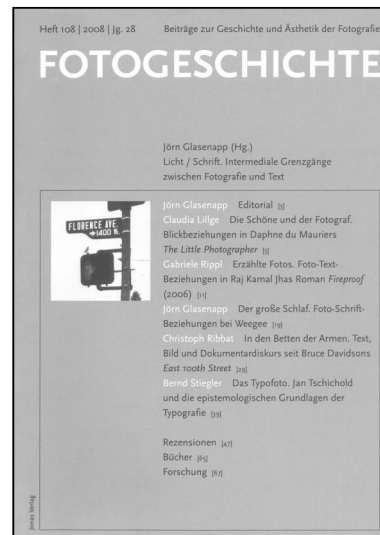 Heft 108 | 2008 | Jg. 28 Beiträge zur Geschichte und Ästhetik der Fotografie
FOTOGESCHICHTE
Jörn Glasenapp (Hg.)
Licht / Schrift. Intermediale Grenzgänge
zwischen Fotografie und Text
FLORENCE AVE.
→1400 W.
Jörn Glasenapp Editorial [3]
Claudia Lillge Die Schöne und der Fotograf.
Blickbeziehungen in Daphne du Mauriers
The Little Photographer [5]
Gabriele Rippl Erzählte Fotos. Foto-Text-
Beziehungen in Raj Kamal Jhas Roman Fireproof
(2006) [11]
Jörn Glasenapp Der große Schlaf. Foto-Schrift-
Beziehungen bei Weegee [19]
Christoph Ribbat In den Betten der Armen. Text,
Bild und Dokumentardiskurs seit Bruce Davidsons
East 100th Street [29]
Bernd Stiegler Das Typofoto. Jan Tschichold
und die epistemologischen Grundlagen der
Typografie [39]
Rezensionen [47]
Bücher [65]
Forschung [67]
Jonas Verlag